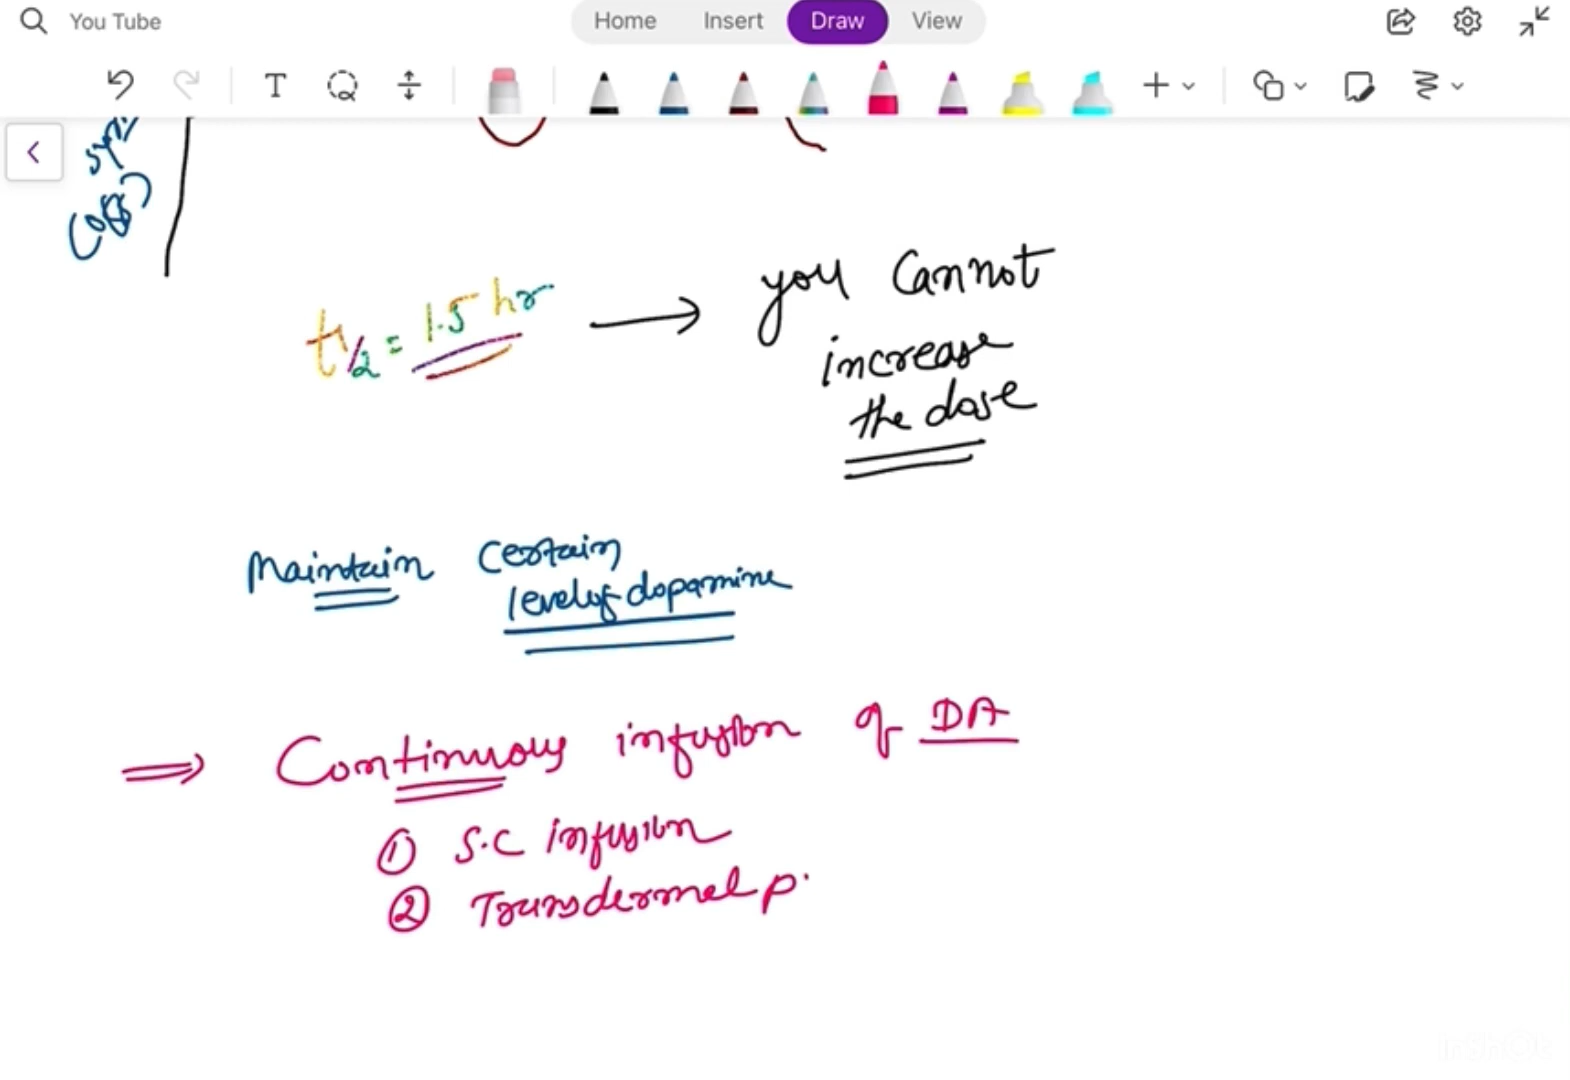 You Tube
Home Insert Draw View
T
(off)
t1/2 = 1.5 hr → you cannot
increase
the dose
Maintain certain
level of dopamine
⇒ Continuous infusion of DA
① S.C infusion
② Transdermal p.